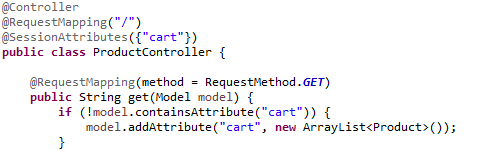 @Controller
@RequestMapping("/")
@SessionAttributes({"cart"})
public class ProductController {
@RequestMapping(method = RequestMethod.GET)
public String get(Model model) {
if (!model.containsAttribute("cart")) {
model.addAttribute("cart", new ArrayList<Product>());
}